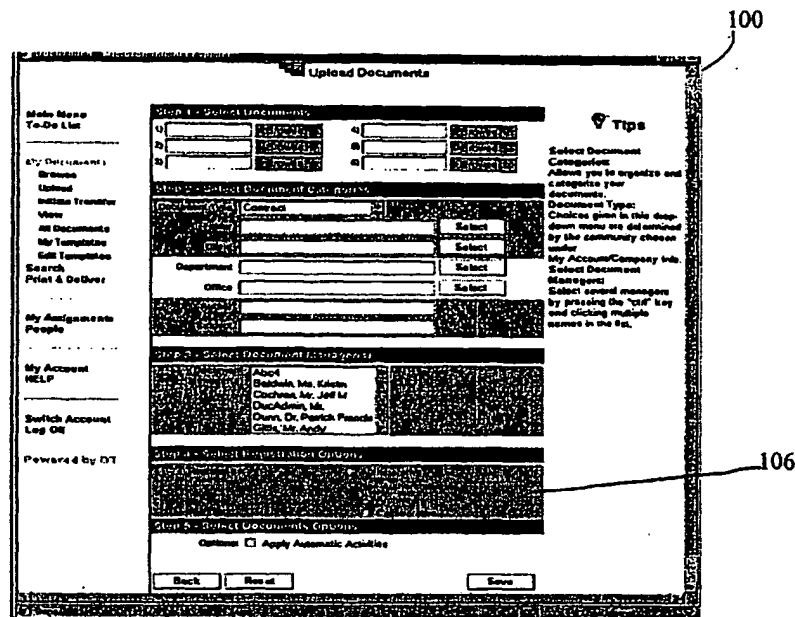 100
Upload Documents
Main Menu
To-Do List
My Documents
Browse
Upload
Initiate Transfer
View
All Documents
My Templates
Edit Templates
Search
Print & Deliver
My Assignments
People
My Account
HELP
Switch Account
Log Off
Powered by DT
Step 1 - Select Documents
1)
4)
2)
5)
3)
6)
Step 2 - Select Document Categories
Contract
Select
Select
Department
Select
Office
Select
Step 3 - Select Document Managers
Abc4
Baldwin, Ms. Kristin
Cochran, Mr. Jeff M
DucAdmin, Mr.
Dunn, Dr. Patrick Francis
Mr. Andy
Step 4 - Select Registration Options
106
Step 5 - Select Documents Options
Options: Apply Automatic Activities
Back
Reset
Save
Tips
Select Document
Categories:
Allows you to organize and
categorize your
documents.
Document Type:
Choices given in this drop-
down menu are determined
by the community chosen
under
My Account/Company Info.
Select Document
Managers:
Select several managers
by pressing the "ctrl" key
and clicking multiple
names in the list.